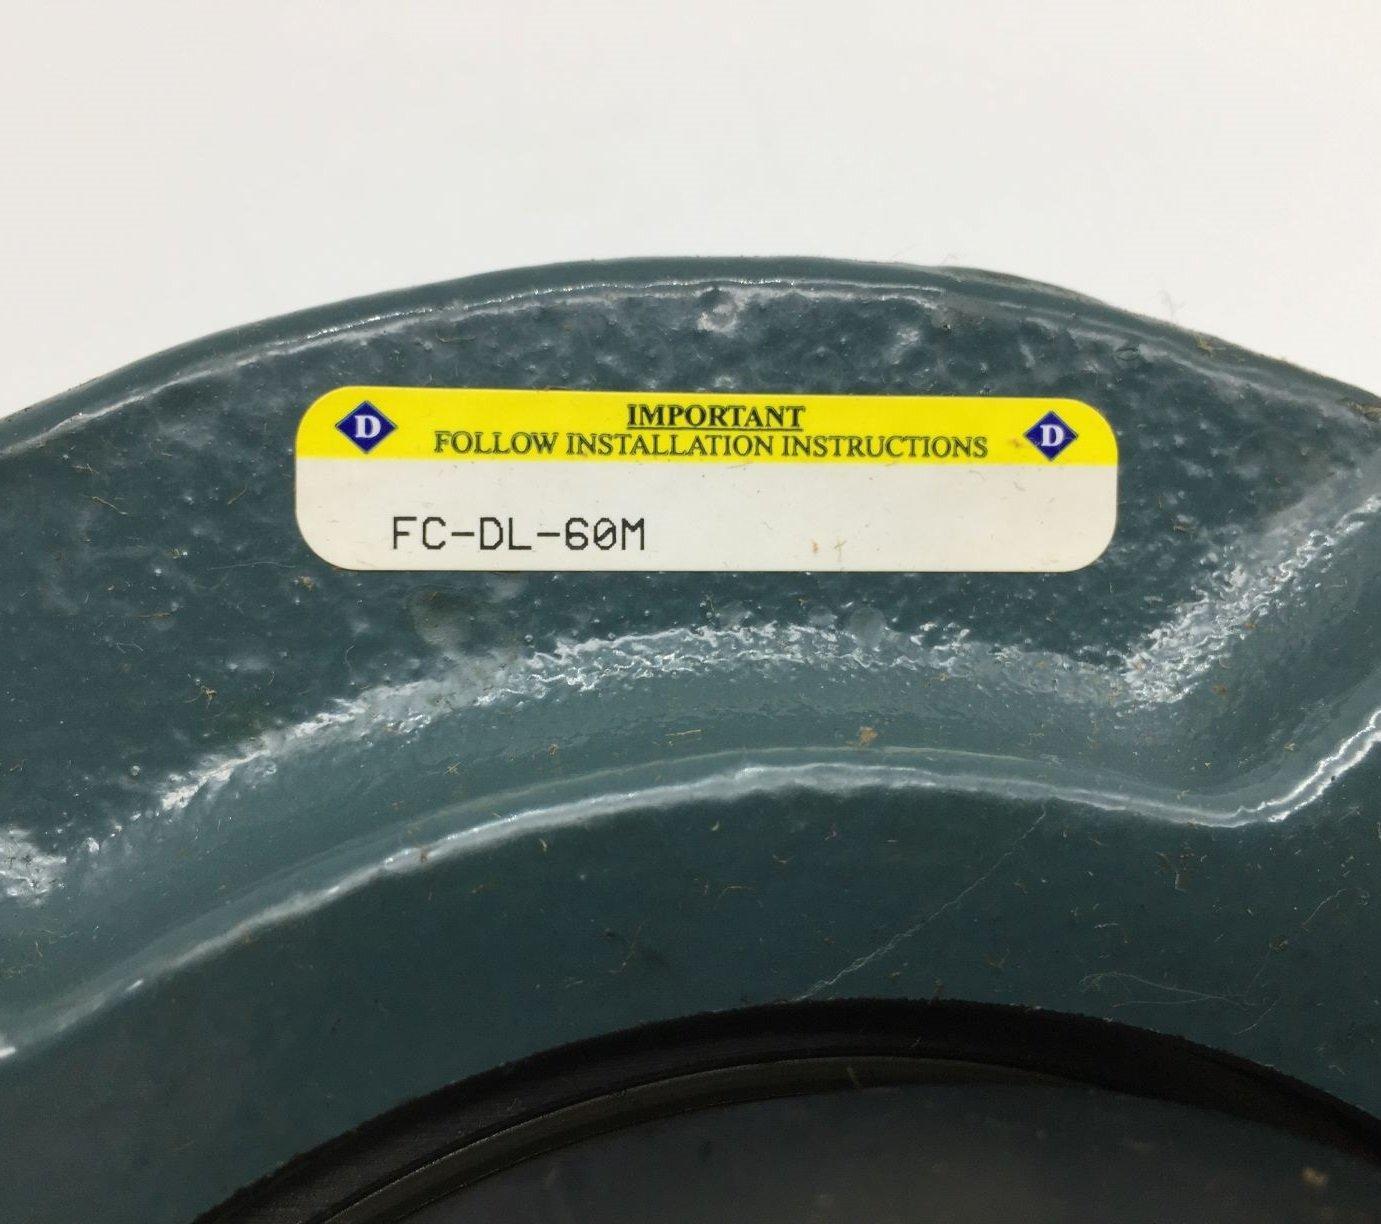 D IMPORTANT D
FOLLOW INSTALLATION INSTRUCTIONS
FC-DL-60M